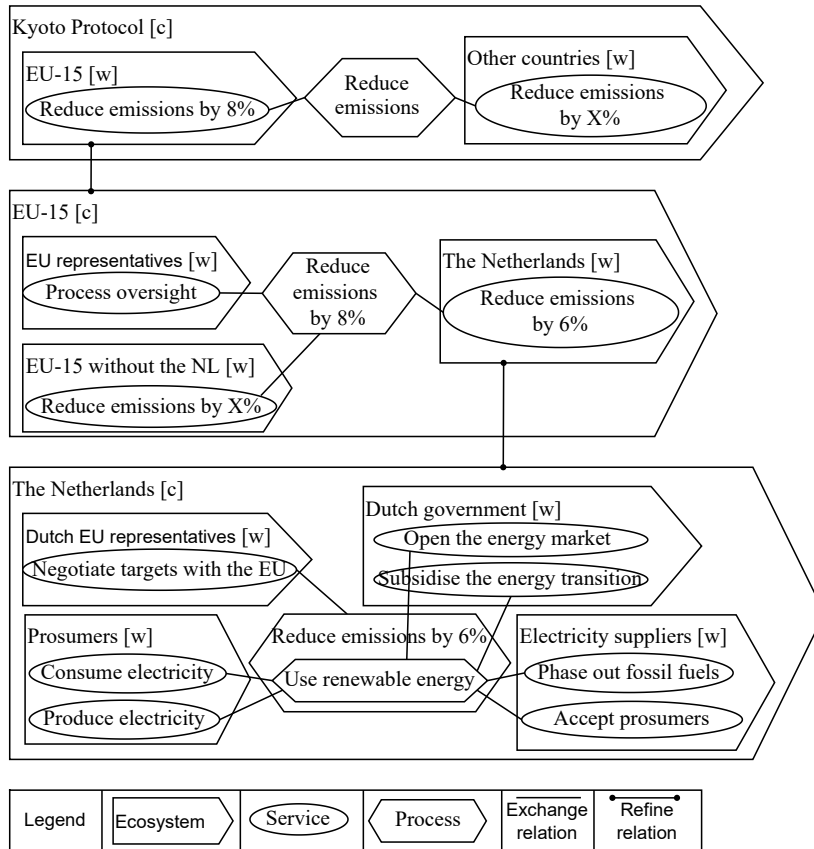 Kyoto Protocol [c]
EU-15 [w]
Reduce emissions by 8%
Reduce
emissions
Other countries [w]
Reduce emissions
by X%
EU-15 [c]
EU representatives [w]
Process oversight
Reduce
emissions
by 8%
The Netherlands [w]
Reduce emissions
by 6%
EU-15 without the NL [w]
Reduce emissions by X%
The Netherlands [c]
Dutch EU representatives [w]
Negotiate targets with the EU
Dutch government [w]
Open the energy market
Subsidise the energy transition
Prosumers [w]
Consume electricity
Produce electricity
Reduce emissions by 6%
Use renewable energy
Electricity suppliers [w]
Phase out fossil fuels
Accept prosumers
Legend
Ecosystem
Service
Process
Exchange
relation
Refine
relation